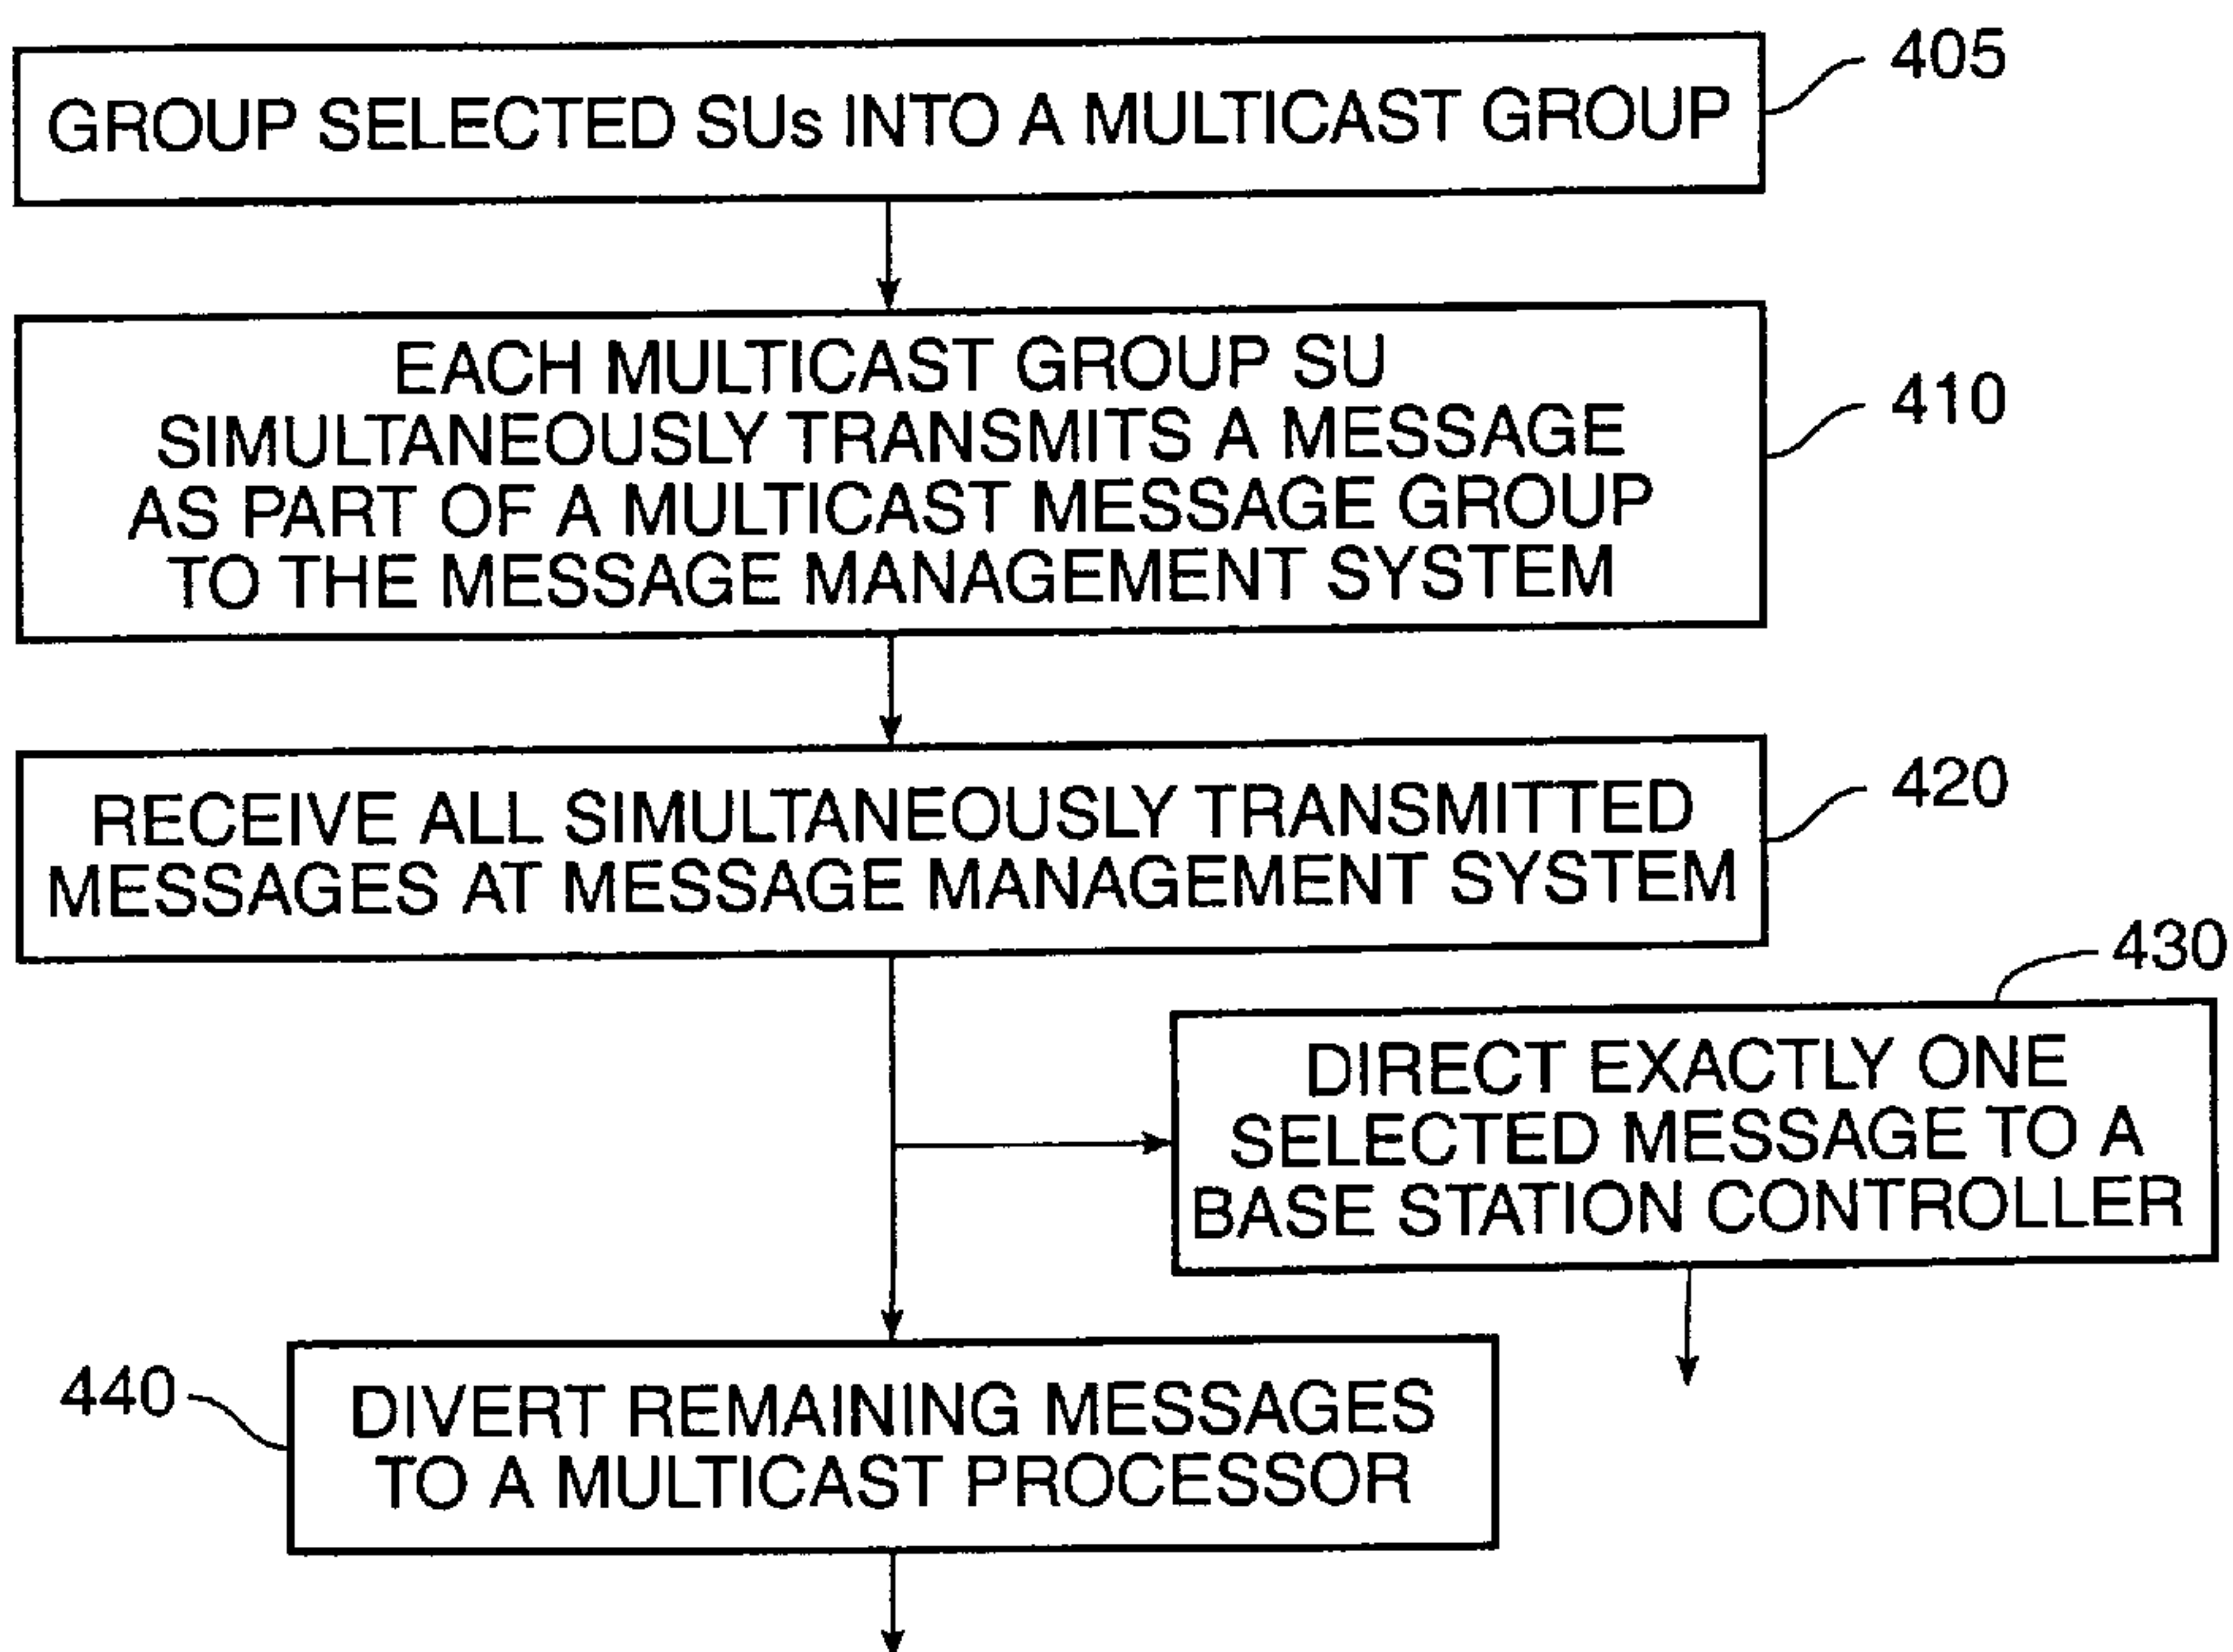 405
GROUP SELECTED SUs INTO A MULTICAST GROUP
EACH MULTICAST GROUP SU
SIMULTANEOUSLY TRANSMITS A MESSAGE
AS PART OF A MULTICAST MESSAGE GROUP
TO THE MESSAGE MANAGEMENT SYSTEM
410
RECEIVE ALL SIMULTANEOUSLY TRANSMITTED
MESSAGES AT MESSAGE MANAGEMENT SYSTEM
420
430
DIRECT EXACTLY ONE
SELECTED MESSAGE TO A
BASE STATION CONTROLLER
440
DIVERT REMAINING MESSAGES
TO A MULTICAST PROCESSOR